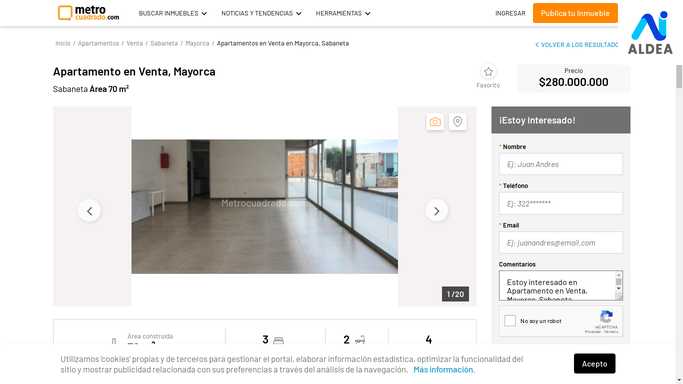 metro
cuadrado.com
BUSCAR INMUEBLES
NOTICIAS Y TENDENCIAS
HERRAMIENTAS
INGRESAR
Publica tu Inmueble
AI
ALDEA
Inicio / Apartamentos / Venta / Sabaneta / Mayorca / Apartamentos en Venta en Mayorca, Sabaneta
VOLVER A LOS RESULTADO
Apartamento en Venta, Mayorca
Sabaneta Área 70 m²
Favorito
Precio
$280.000.000
Metrocuadrado.com
1 / 20
¡Estoy Interesado!
* Nombre
Ej: Juan Andres
* Teléfono
Ej: 322*******
* Email
Ej: juanandres@email.com
Comentarios
Estoy interesado en
Apartamento en Venta,
Mayorca, Sabaneta
No soy un robot
reCAPTCHA
Privacidad - Términos
Área construida
3
2
4
Utilizamos 'cookies' propias y de terceros para gestionar el portal, elaborar información estadística, optimizar la funcionalidad del
sitio y mostrar publicidad relacionada con sus preferencias a través del análisis de la navegación. Más información.
Acepto